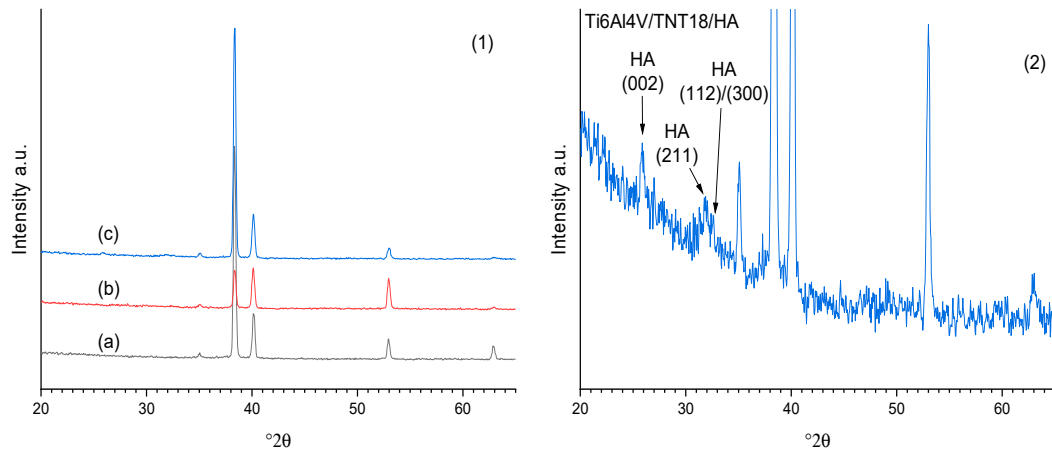 (1)
(c)
(b)
(a)
Intensity a.u.
20 30 40 50 60
°2θ
Ti6Al4V/TNT18/HA
(2)
HA
(002)
HA
(112)/(300)
HA
(211)
Intensity a.u.
20 30 40 50 60
°2θ